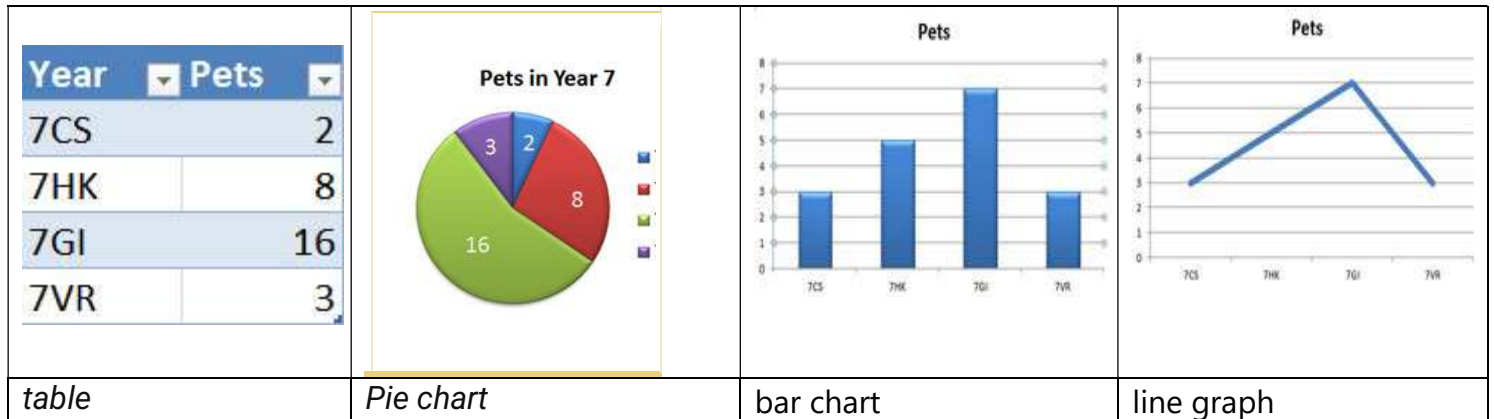 Year Pets
7CS 2
7HK 8
7GI 16
7VR 3
Pets in Year 7
3 2
8
16
Pets
8
7
6
5
4
3
2
1
0
7CS 7HK 7GI 7VR
Pets
8
7
6
5
4
3
2
1
0
7CS 7HK 7GI 7VR
table
Pie chart
bar chart
line graph